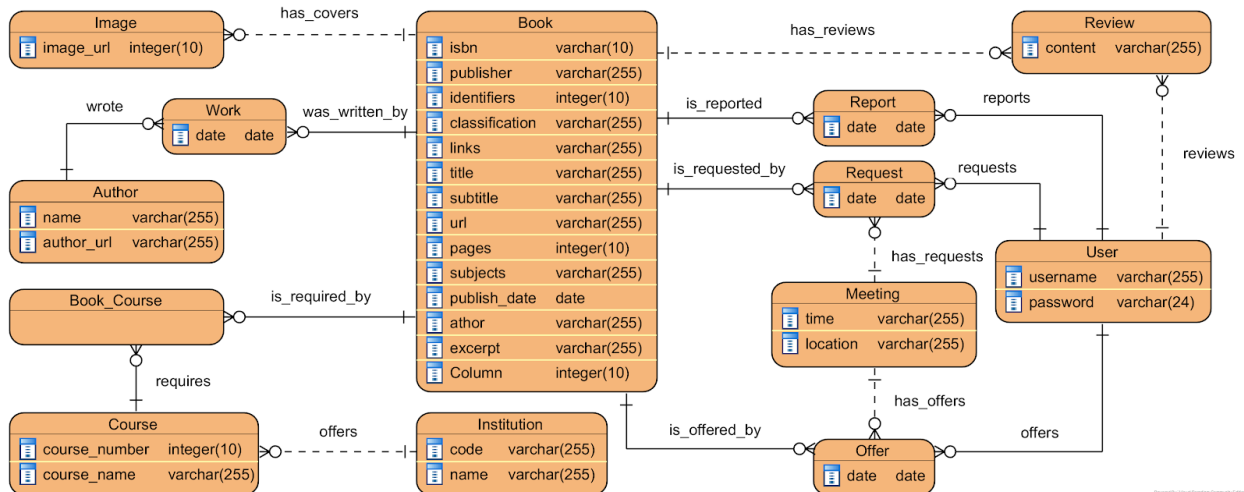 Image
image_url integer(10)
has_covers
Book
isbn varchar(10)
publisher varchar(255)
identifiers integer(10)
classification varchar(255)
links varchar(255)
title varchar(255)
subtitle varchar(255)
url varchar(255)
pages integer(10)
subjects varchar(255)
publish_date date
athor varchar(255)
excerpt varchar(255)
Column integer(10)
has_reviews
Review
content varchar(255)
wrote
Work
date date
was_written_by
is_reported
Report
date date
reports
reviews
Author
name varchar(255)
author_url varchar(255)
is_requested_by
Request
date date
requests
has_requests
User
username varchar(255)
password varchar(24)
Book_Course
is_required_by
Meeting
time varchar(255)
location varchar(255)
requires
has_offers
Course
course_number integer(10)
course_name varchar(255)
offers
Institution
code varchar(255)
name varchar(255)
is_offered_by
Offer
date date
offers